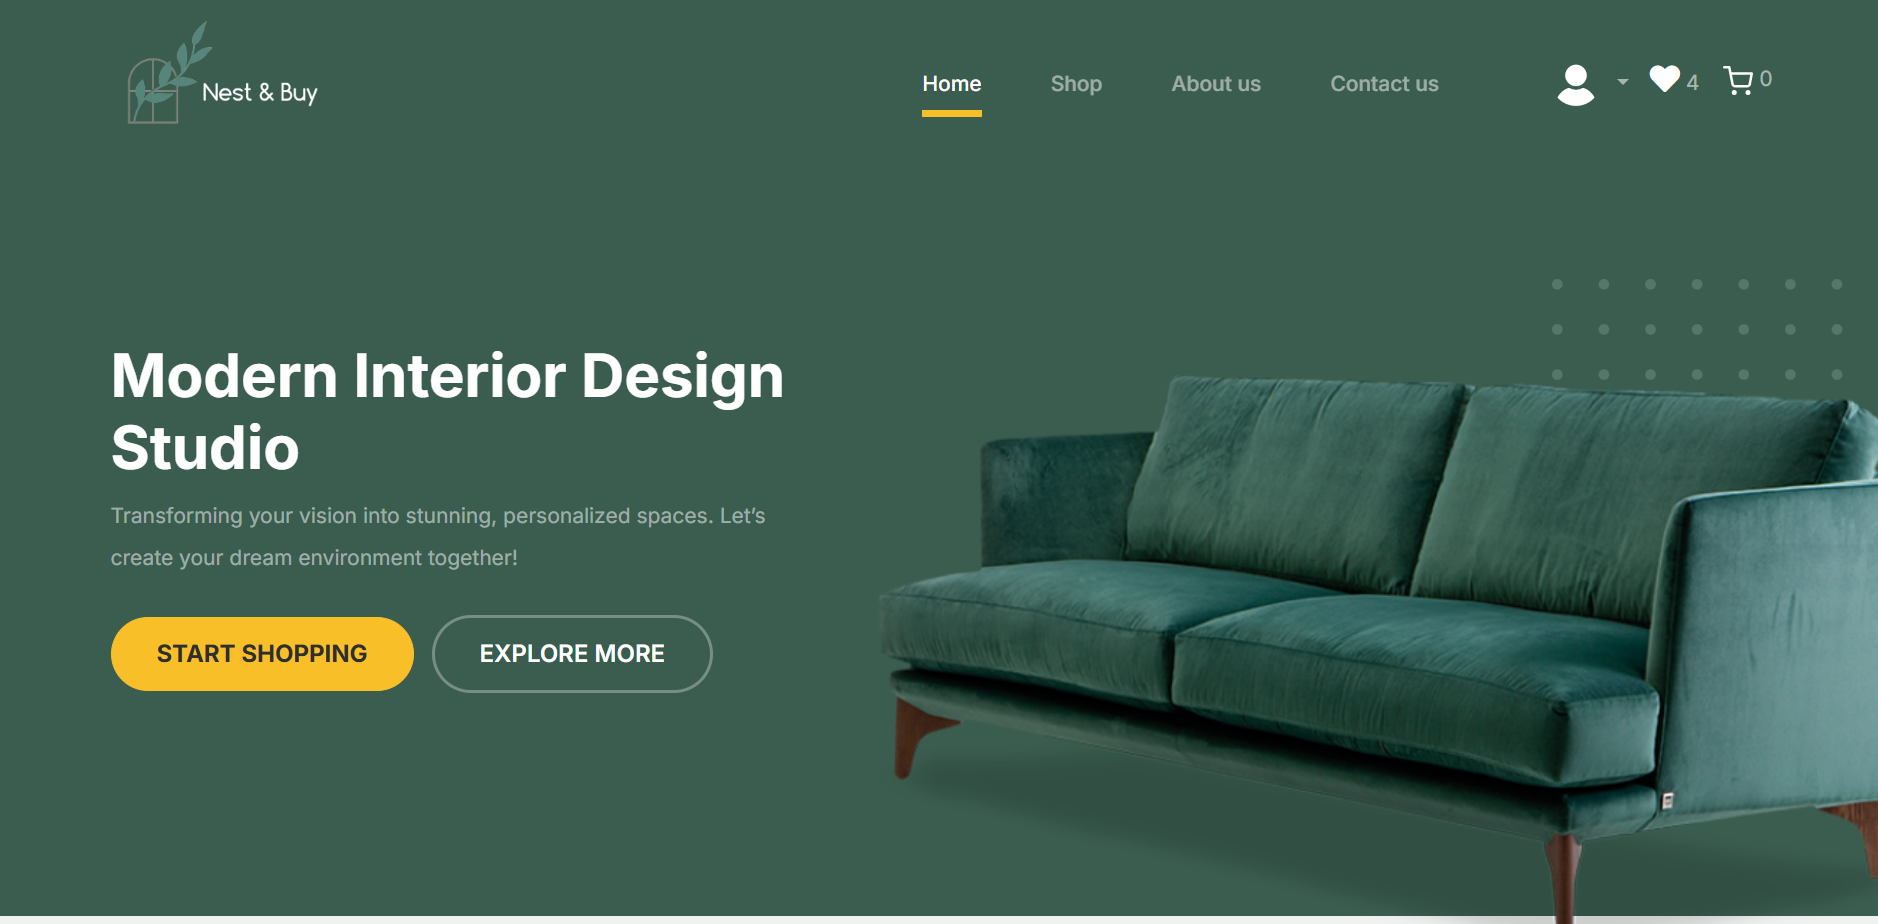 Nest & Buy
Home
Shop
About us
Contact us
4
0
Modern Interior Design
Studio
Transforming your vision into stunning, personalized spaces. Let’s
create your dream environment together!
START SHOPPING
EXPLORE MORE